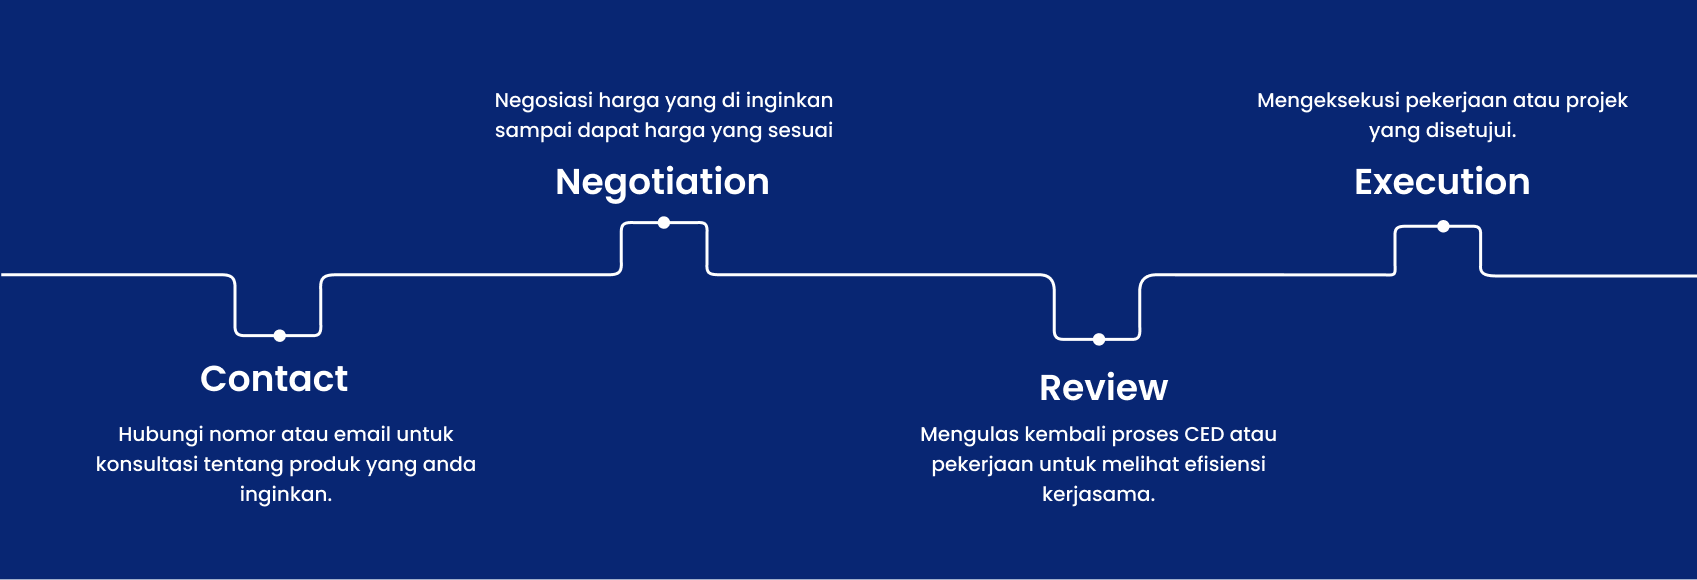 Contact
Hubungi nomor atau email untuk
konsultasi tentang produk yang anda
inginkan.
Negosiasi harga yang di inginkan
sampai dapat harga yang sesuai
Negotiation
Review
Mengulas kembali proses CED atau
pekerjaan untuk melihat efisiensi
kerjasama.
Mengeksekusi pekerjaan atau projek
yang disetujui.
Execution